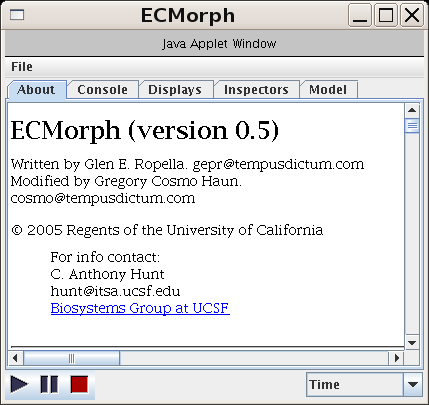 ECMorph
Java Applet Window
File
About Console Displays Inspectors Model
ECMorph (version 0.5)
Written by Glen E. Ropella. gepr@tempusdictum.com
Modified by Gregory Cosmo Haun.
cosmo@tempusdictum.com
© 2005 Regents of the University of California
For info contact:
C. Anthony Hunt
hunt@itsa.ucsf.edu
Biosystems Group at UCSF
Time